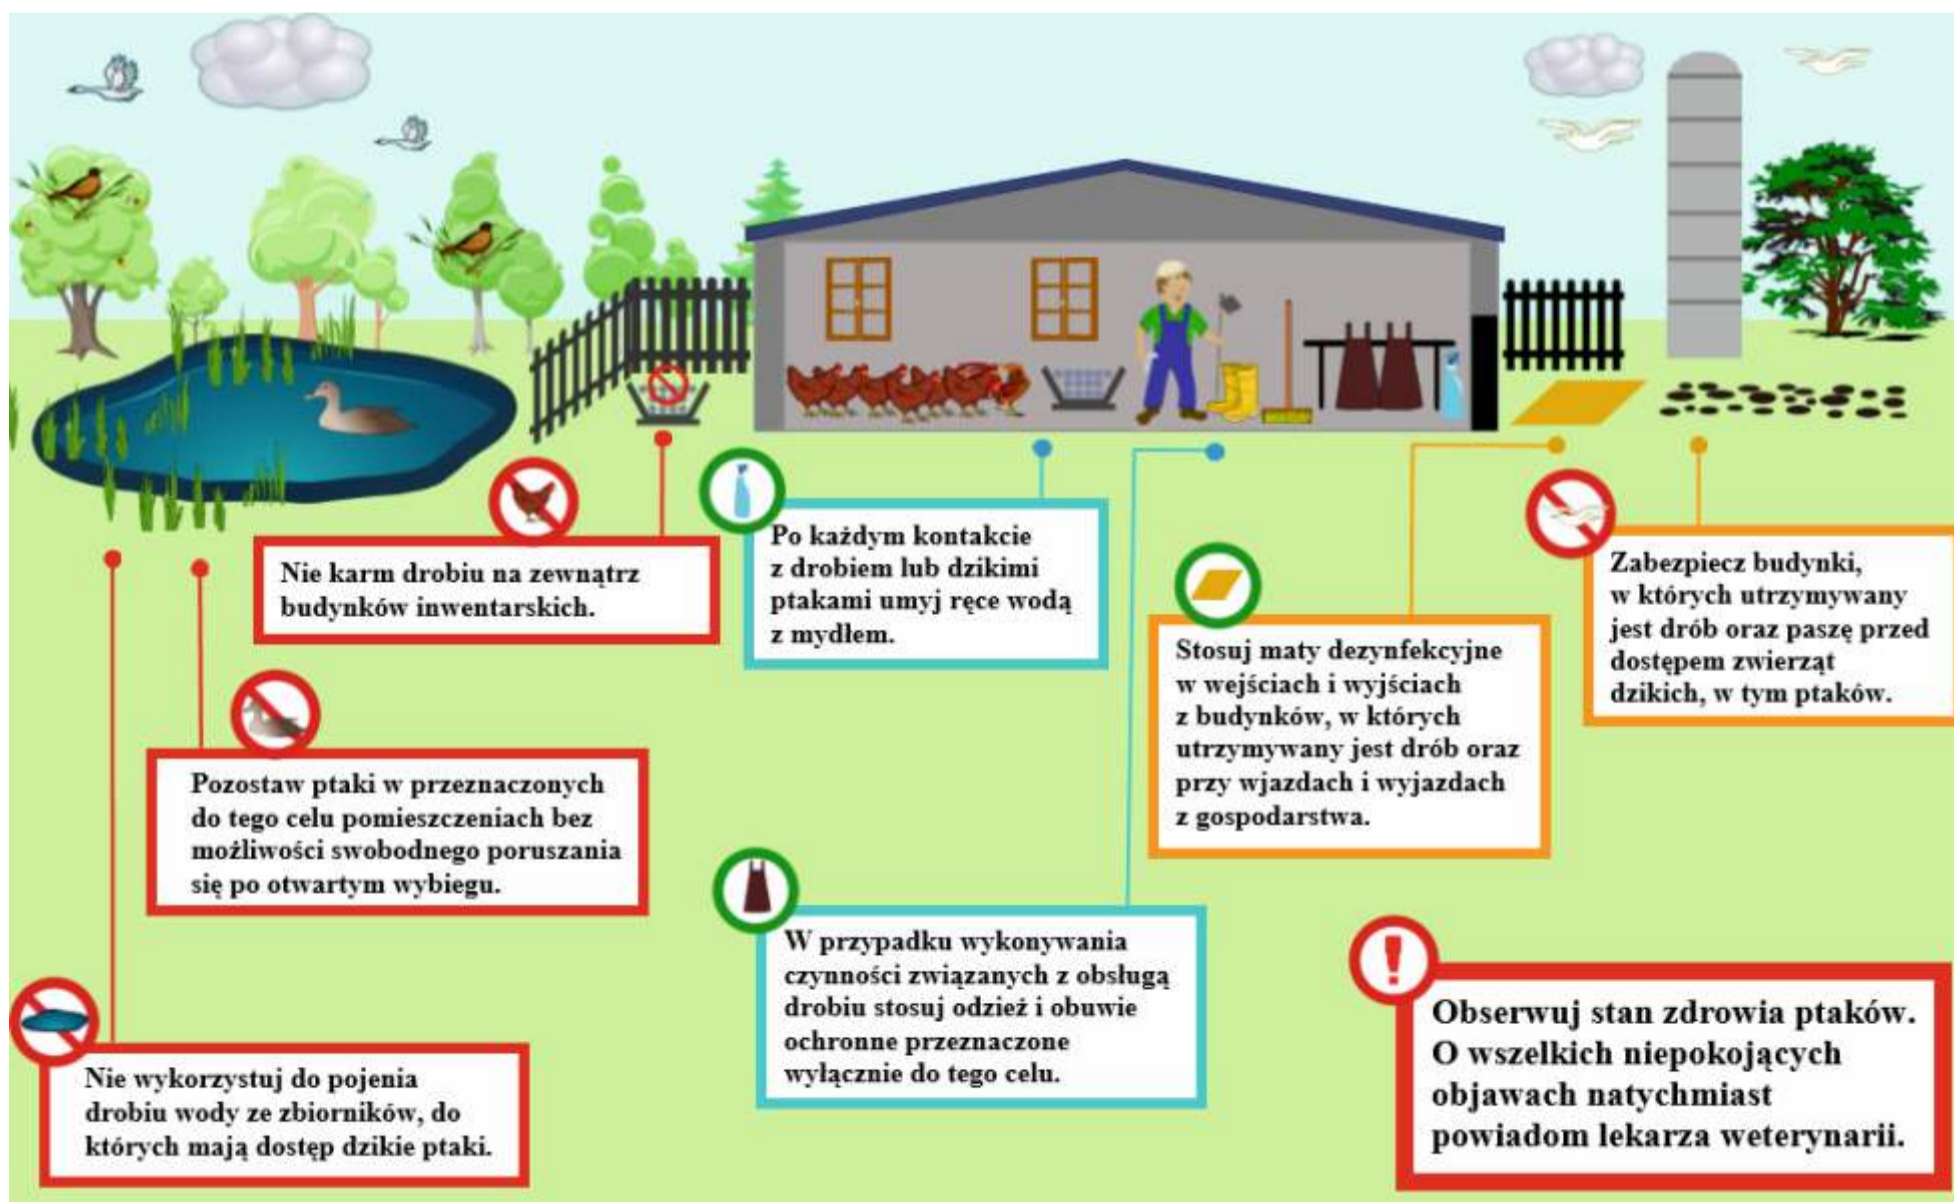 Nie karm drobiu na zewnątrz
budynków inwentarskich.
Po każdym kontakcie
z drobiem lub dzikimi
ptakami umyj ręce wodą
z mydłem.
Zabezpiecz budynki,
w których utrzymywany
jest drób oraz paszę przed
dostępem zwierząt
dzikich, w tym ptaków.
Stosuj maty dezynfekcyjne
w wejściach i wyjściach
z budynków, w których
utrzymywany jest drób oraz
przy wjazdach i wyjazdach
z gospodarstwa.
Pozostaw ptaki w przeznaczonych
do tego celu pomieszczeniach bez
możliwości swobodnego poruszania
się po otwartym wybiegu.
W przypadku wykonywania
czynności związanych z obsługą
drobiu stosuj odzież i obuwie
ochronne przeznaczone
wyłącznie do tego celu.
Nie wykorzystuj do pojenia
drobiu wody ze zbiorników, do
których mają dostęp dzikie ptaki.
Obserwuj stan zdrowia ptaków.
O wszelkich niepokojących
objawach natychmiast
powiadom lekarza weterynarii.